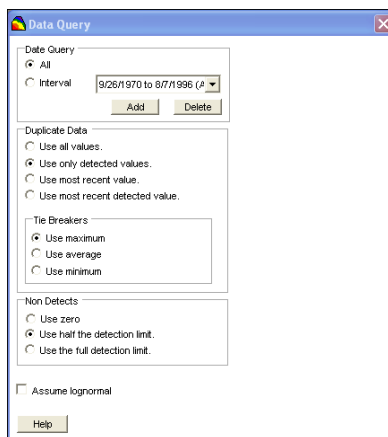 Data Query
Date Query
All
Interval 9/26/1970 to 8/7/1996 (A
Add Delete
Duplicate Data
Use all values.
Use only detected values.
Use most recent value.
Use most recent detected value.
Tie Breakers
Use maximum
Use average
Use minimum
Non Detects
Use zero
Use half the detection limit.
Use the full detection limit.
Assume lognormal
Help